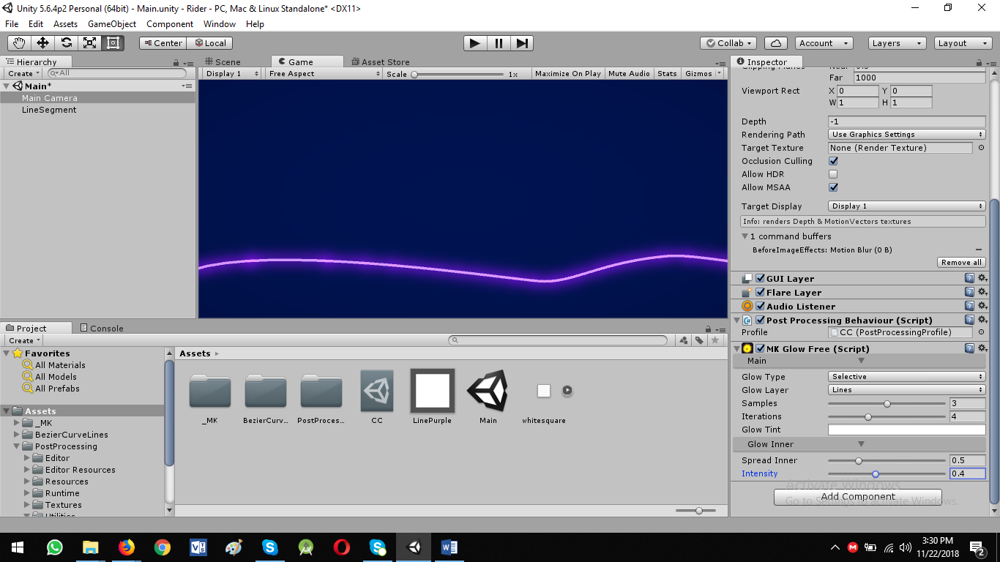 Unity 5.6.4p2 Personal (64bit) - Main.unity - Rider - PC, Mac & Linux Standalone* <DX11>
File Edit Assets GameObject Component Window Help
Center Local Collab Account Layers Layout
Hierarchy
Create All
Main*
Main Camera
LineSegment
Scene Game Asset Store
Display 1 Free Aspect Scale 1x Maximize On Play Mute Audio Stats Gizmos
Inspector
Clipping Planes Near 0.3
Far 1000
Viewport Rect X 0 Y 0
W 1 H 1
Depth -1
Rendering Path Use Graphics Settings
Target Texture None (Render Texture)
Occlusion Culling
Allow HDR
Allow MSAA
Target Display Display 1
Info: renders Depth & MotionVectors textures
1 command buffers
BeforeImageEffects: Motion Blur (0 B)
Remove all
GUI Layer
Flare Layer
Audio Listener
Post Processing Behaviour (Script)
Profile CC (PostProcessingProfile)
MK Glow Free (Script)
Main
Glow Type Selective
Glow Layer Lines
Samples 3
Iterations 4
Glow Tint
Glow Inner
Spread Inner 0.5
Intensity 0.4
Activate Windows
Go to Settings to activate Windows.
Add Component
Project Console
Create
Favorites
All Materials
All Models
All Prefabs
Assets
_MK
BezierCurveLines
PostProcessing
Editor
Editor Resources
Resources
Runtime
Textures
Utilities
Assets
_MK BezierCurv... PostProces... CC LinePurple Main whitesquare
3:30 PM
11/22/2018
2